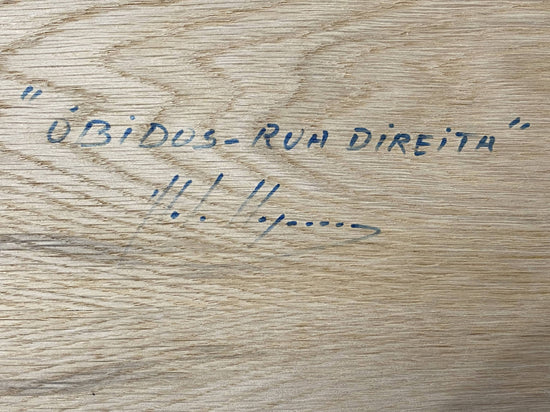 "ÓBiDOS - RUA DiREiTA"